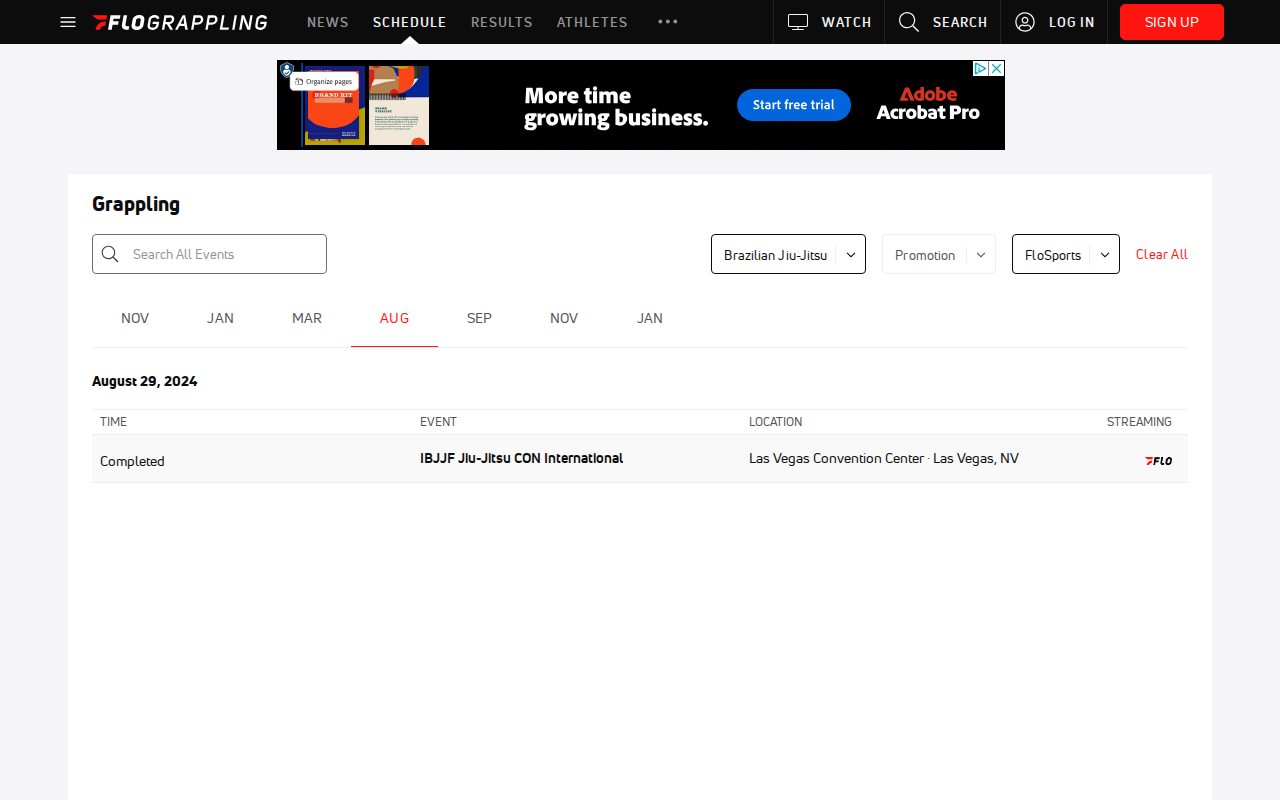 FLOGRAPPLING
NEWS
SCHEDULE
RESULTS
ATHLETES
WATCH
SEARCH
LOG IN
SIGN UP
Organize pages
BRAND KIT
More time
growing business.
Start free trial
Adobe
Acrobat Pro
Grappling
Search All Events
Brazilian Jiu-Jitsu
Promotion
FloSports
Clear All
NOV
JAN
MAR
AUG
SEP
NOV
JAN
August 29, 2024
TIME
EVENT
LOCATION
STREAMING
Completed
IBJJF Jiu-Jitsu CON International
Las Vegas Convention Center · Las Vegas, NV
FLO